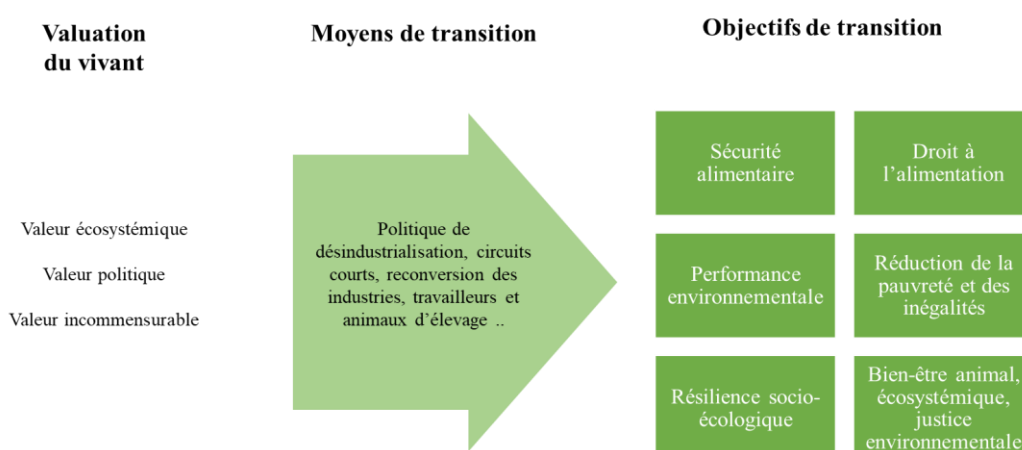 Valuation
du vivant
Moyens de transition
Objectifs de transition
Valeur écosystémique
Valeur politique
Valeur incommensurable
Politique de
désindustrialisation, circuits
courts, reconversion des
industries, travailleurs et
animaux d’élevage ..
Sécurité
alimentaire
Droit à
l’alimentation
Performance
environnementale
Réduction de la
pauvreté et des
inégalités
Résilience socio-
écologique
Bien-être animal,
écosystémique,
justice
environnementale